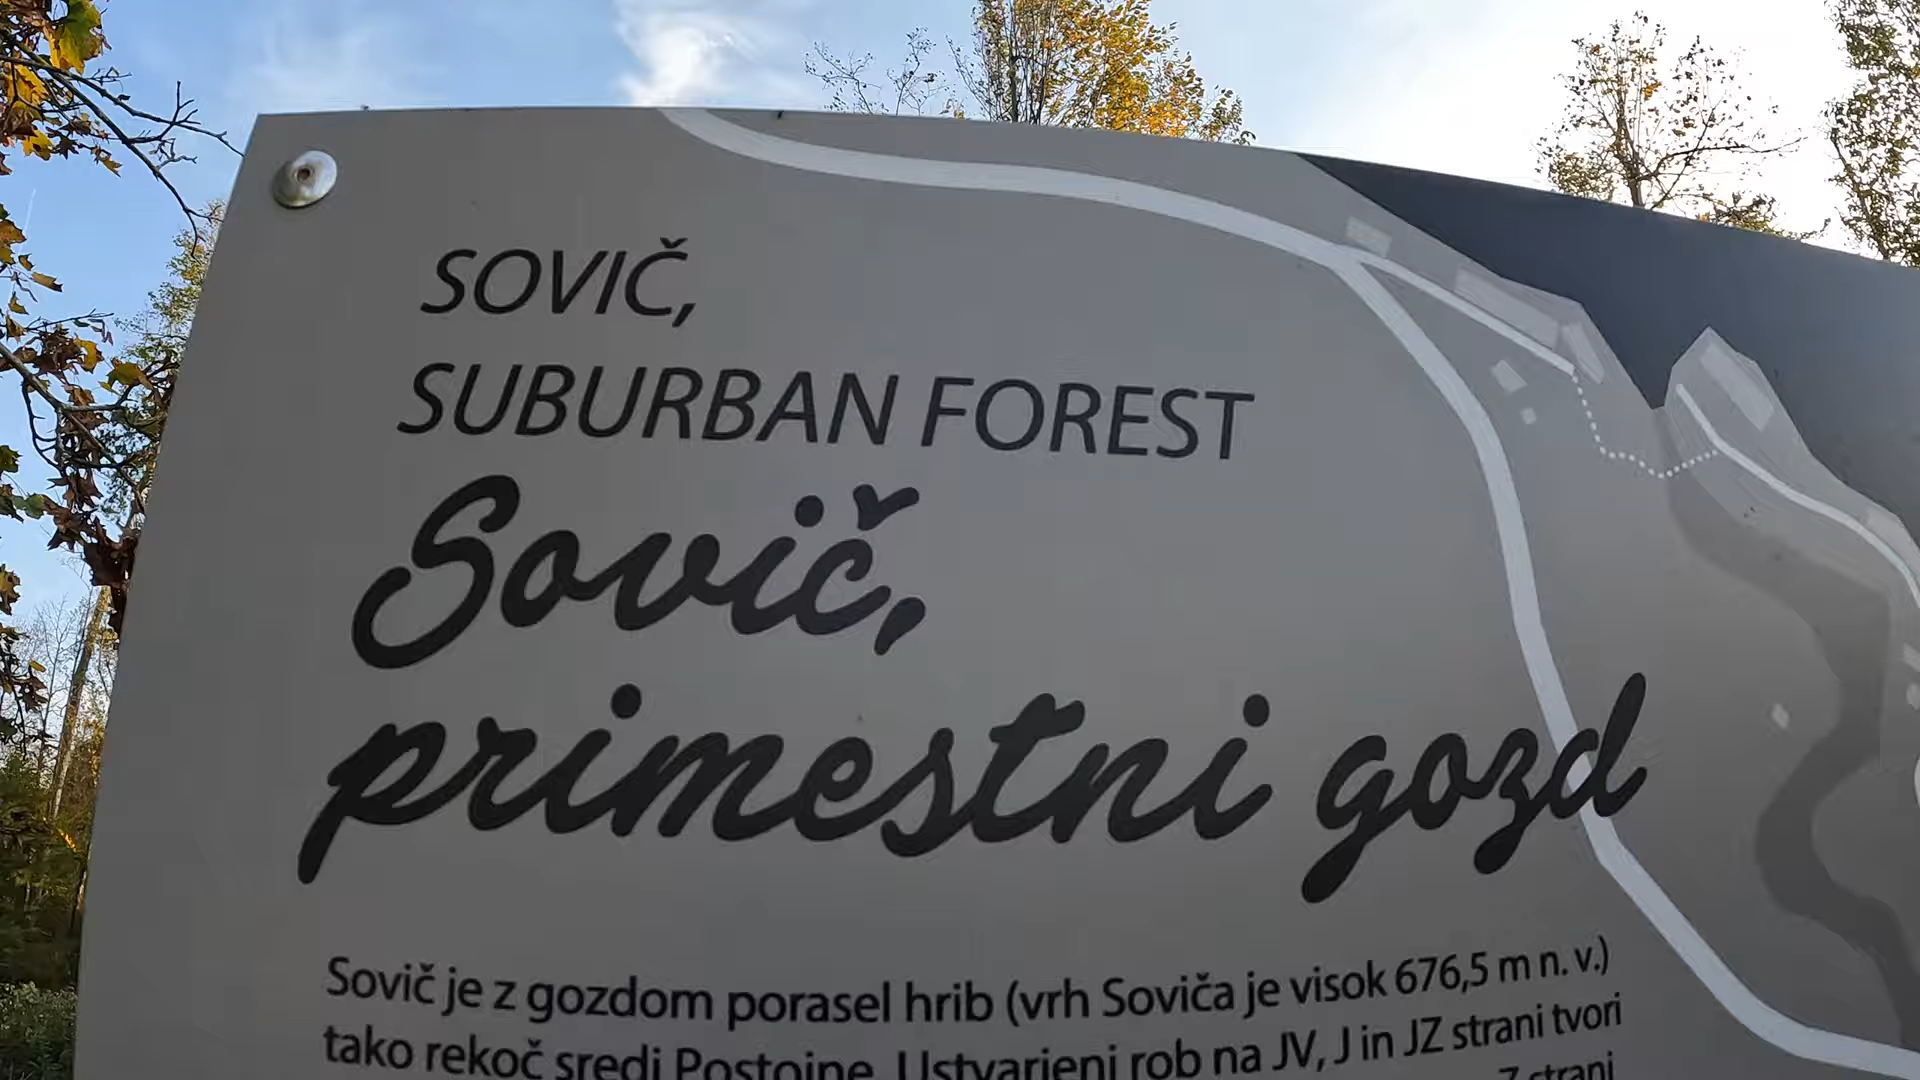 SOVIČ,
SUBURBAN FOREST
Sovič,
primestni gozd
Sovič je z gozdom porasel hrib (vrh Soviča je visok 676,5 m n. v.)
tako rekoč sredi Postojne. Ustvarjeni rob na JV, J in JZ strani tvori
Z strani